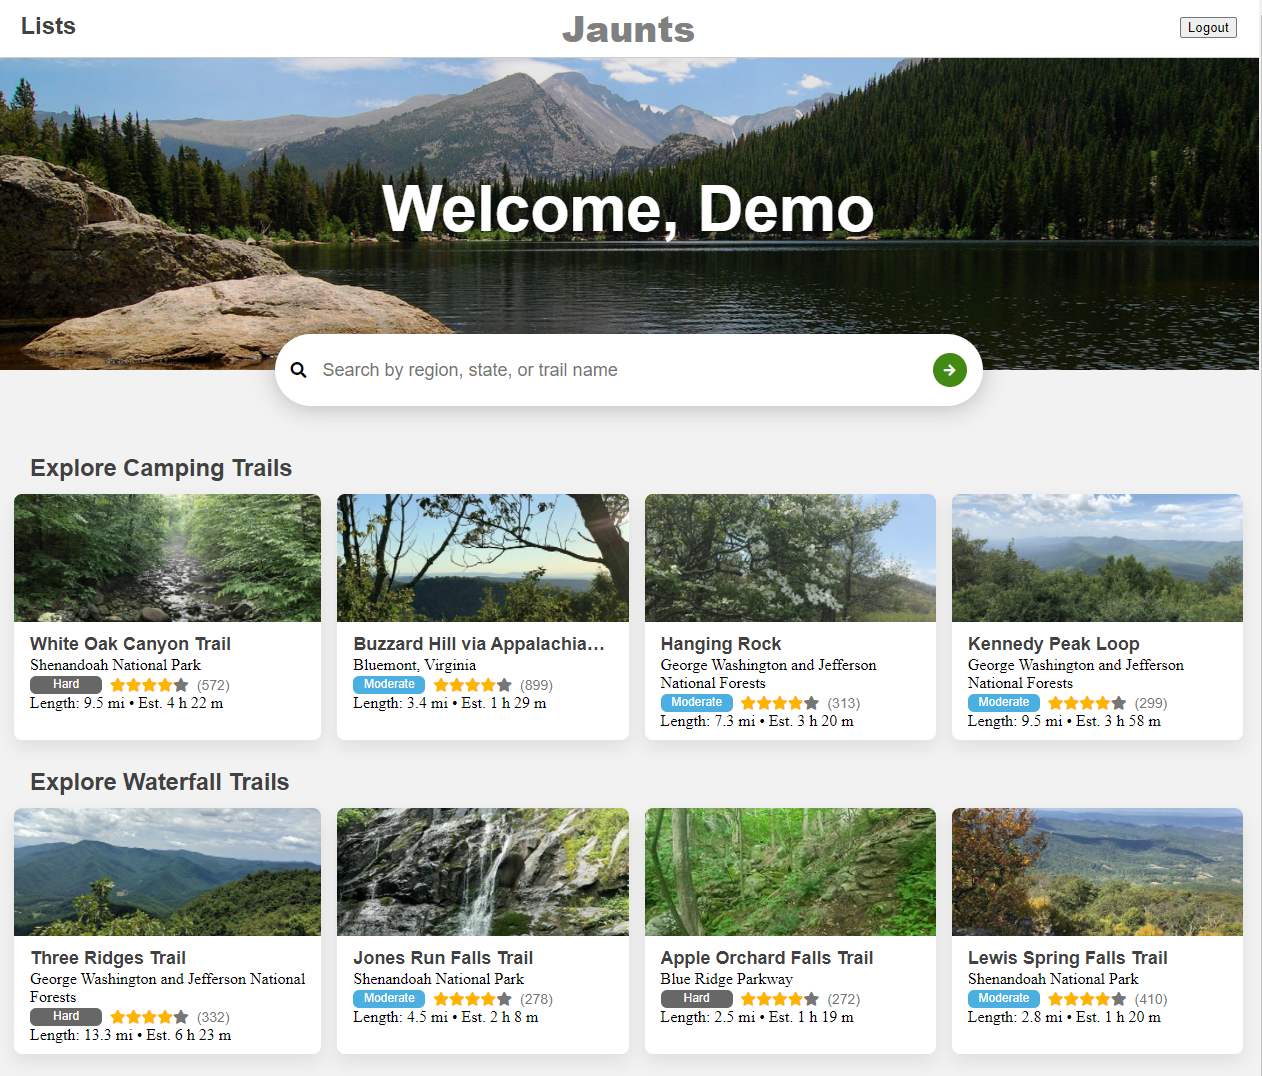 Lists
Jaunts
Logout
Welcome, Demo
Search by region, state, or trail name
Explore Camping Trails
White Oak Canyon Trail
Shenandoah National Park
Hard (572)
Length: 9.5 mi • Est. 4 h 22 m
Buzzard Hill via Appalachia...
Bluemont, Virginia
Moderate (899)
Length: 3.4 mi • Est. 1 h 29 m
Hanging Rock
George Washington and Jefferson
National Forests
Moderate (313)
Length: 7.3 mi • Est. 3 h 20 m
Kennedy Peak Loop
George Washington and Jefferson
National Forests
Moderate (299)
Length: 9.5 mi • Est. 3 h 58 m
Explore Waterfall Trails
Three Ridges Trail
George Washington and Jefferson National
Forests
Hard (332)
Length: 13.3 mi • Est. 6 h 23 m
Jones Run Falls Trail
Shenandoah National Park
Moderate (278)
Length: 4.5 mi • Est. 2 h 8 m
Apple Orchard Falls Trail
Blue Ridge Parkway
Hard (272)
Length: 2.5 mi • Est. 1 h 19 m
Lewis Spring Falls Trail
Shenandoah National Park
Moderate (410)
Length: 2.8 mi • Est. 1 h 20 m